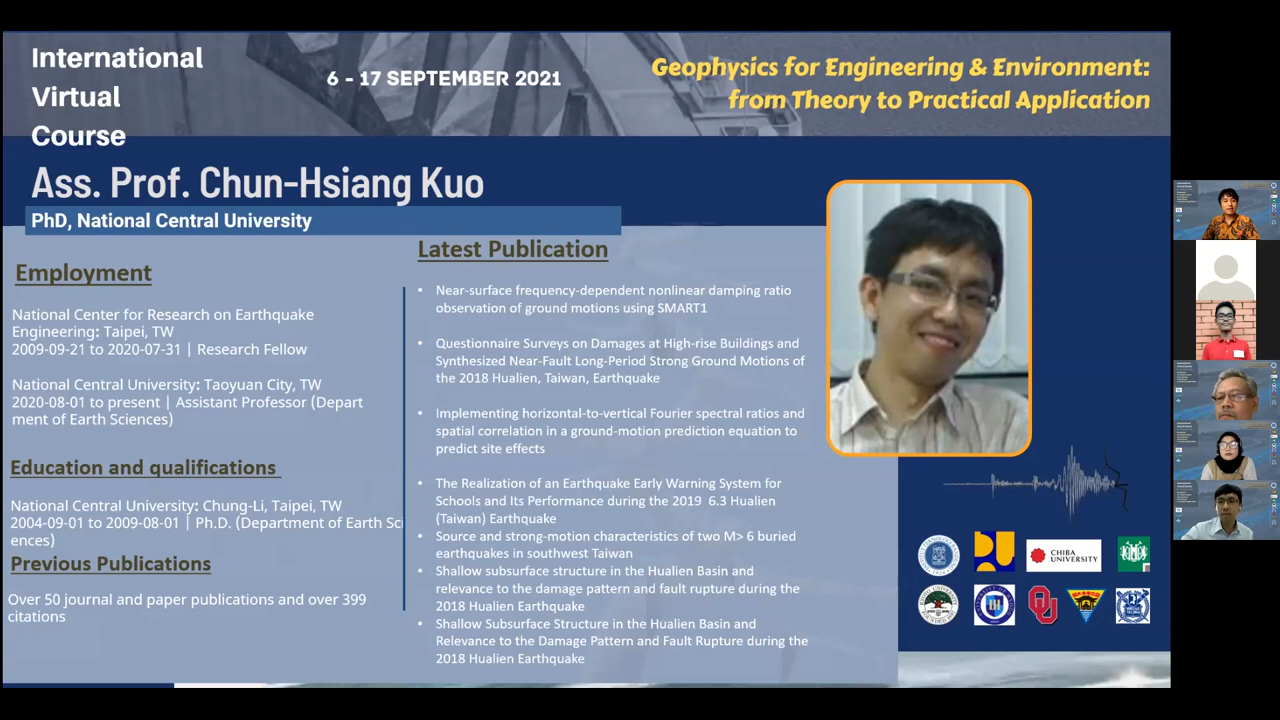 International
Virtual
Course
6 - 17 SEPTEMBER 2021
Geophysics for Engineering & Environment:
from Theory to Practical Application
Ass. Prof. Chun-Hsiang Kuo
PhD, National Central University
Employment
National Center for Research on Earthquake
Engineering: Taipei, TW
2009-09-21 to 2020-07-31 | Research Fellow
National Central University: Taoyuan City, TW
2020-08-01 to present | Assistant Professor (Depart
ment of Earth Sciences)
Education and qualifications
National Central University: Chung-Li, Taipei, TW
2004-09-01 to 2009-08-01 | Ph.D. (Department of Earth Sci
ences)
Previous Publications
Over 50 journal and paper publications and over 399
citations
Latest Publication
• Near-surface frequency-dependent nonlinear damping ratio
observation of ground motions using SMART1
• Questionnaire Surveys on Damages at High-rise Buildings and
Synthesized Near-Fault Long-Period Strong Ground Motions of
the 2018 Hualien, Taiwan, Earthquake
• Implementing horizontal-to-vertical Fourier spectral ratios and
spatial correlation in a ground-motion prediction equation to
predict site effects
• The Realization of an Earthquake Early Warning System for
Schools and Its Performance during the 2019 6.3 Hualien
(Taiwan) Earthquake
• Source and strong-motion characteristics of two M> 6 buried
earthquakes in southwest Taiwan
• Shallow subsurface structure in the Hualien Basin and
relevance to the damage pattern and fault rupture during the
2018 Hualien Earthquake
• Shallow Subsurface Structure in the Hualien Basin and
Relevance to the Damage Pattern and Fault Rupture during the
2018 Hualien Earthquake
CHIBA
UNIVERSITY